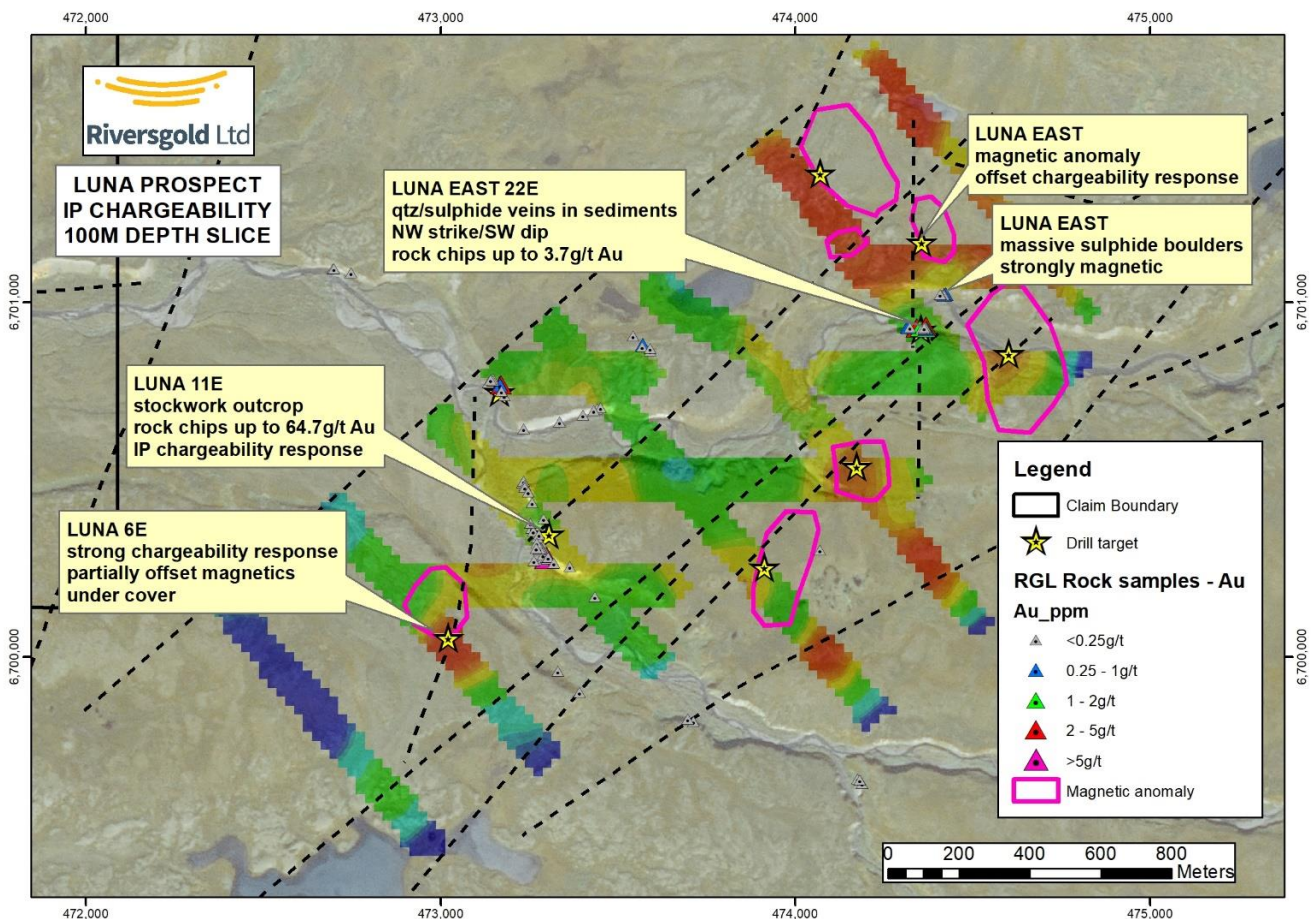 472,000
473,000
474,000
475,000
Riversgold Ltd
LUNA PROSPECT
IP CHARGEABILITY
100M DEPTH SLICE
LUNA EAST
magnetic anomaly
offset chargeability response
LUNA EAST 22E
qtz/sulphide veins in sediments
NW strike/SW dip
rock chips up to 3.7g/t Au
LUNA EAST
massive sulphide boulders
strongly magnetic
6,701,000
6,701,000
LUNA 11E
stockwork outcrop
rock chips up to 64.7g/t Au
IP chargeability response
LUNA 6E
strong chargeability response
partially offset magnetics
under cover
6,700,000
6,700,000
Legend
Claim Boundary
Drill target
RGL Rock samples - Au
Au_ppm
<0.25g/t
0.25 - 1g/t
1 - 2g/t
2 - 5g/t
>5g/t
Magnetic anomaly
0 200 400 600 800
Meters
472,000
473,000
474,000
475,000